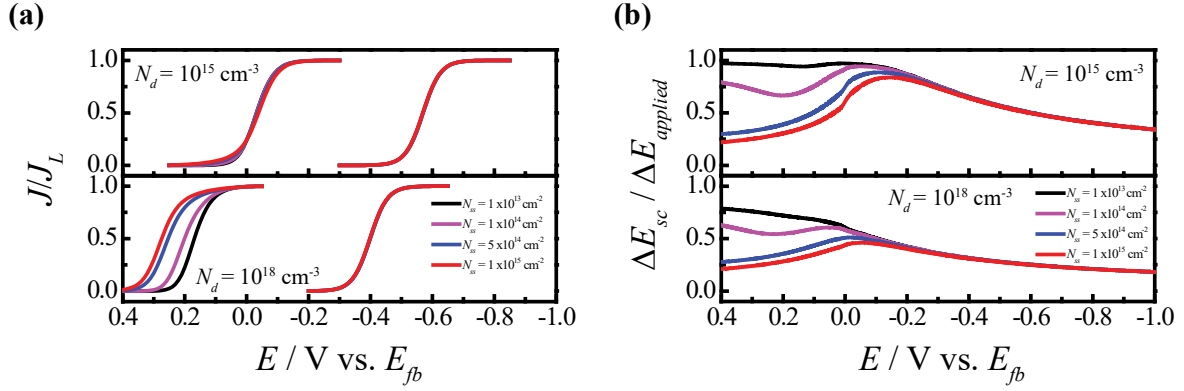 (a)
1.0
N_d = 10^15 cm^-3
0.5
0.0
1.0
N_ss = 1 x10^13 cm^-2
N_ss = 1 x10^14 cm^-2
0.5
N_ss = 5 x10^14 cm^-2
N_ss = 1 x10^15 cm^-2
N_d = 10^18 cm^-3
0.0
0.4 0.2 0.0 -0.2 -0.4 -0.6 -0.8 -1.0
J/J_L
E / V vs. E_fb
(b)
1.0
N_d = 10^15 cm^-3
0.5
0.0
1.0
N_d = 10^18 cm^-3
N_ss = 1 x10^13 cm^-2
N_ss = 1 x10^14 cm^-2
0.5
N_ss = 5 x10^14 cm^-2
N_ss = 1 x10^15 cm^-2
0.0
0.4 0.2 0.0 -0.2 -0.4 -0.6 -0.8 -1.0
ΔE_sc / ΔE_applied
E / V vs. E_fb